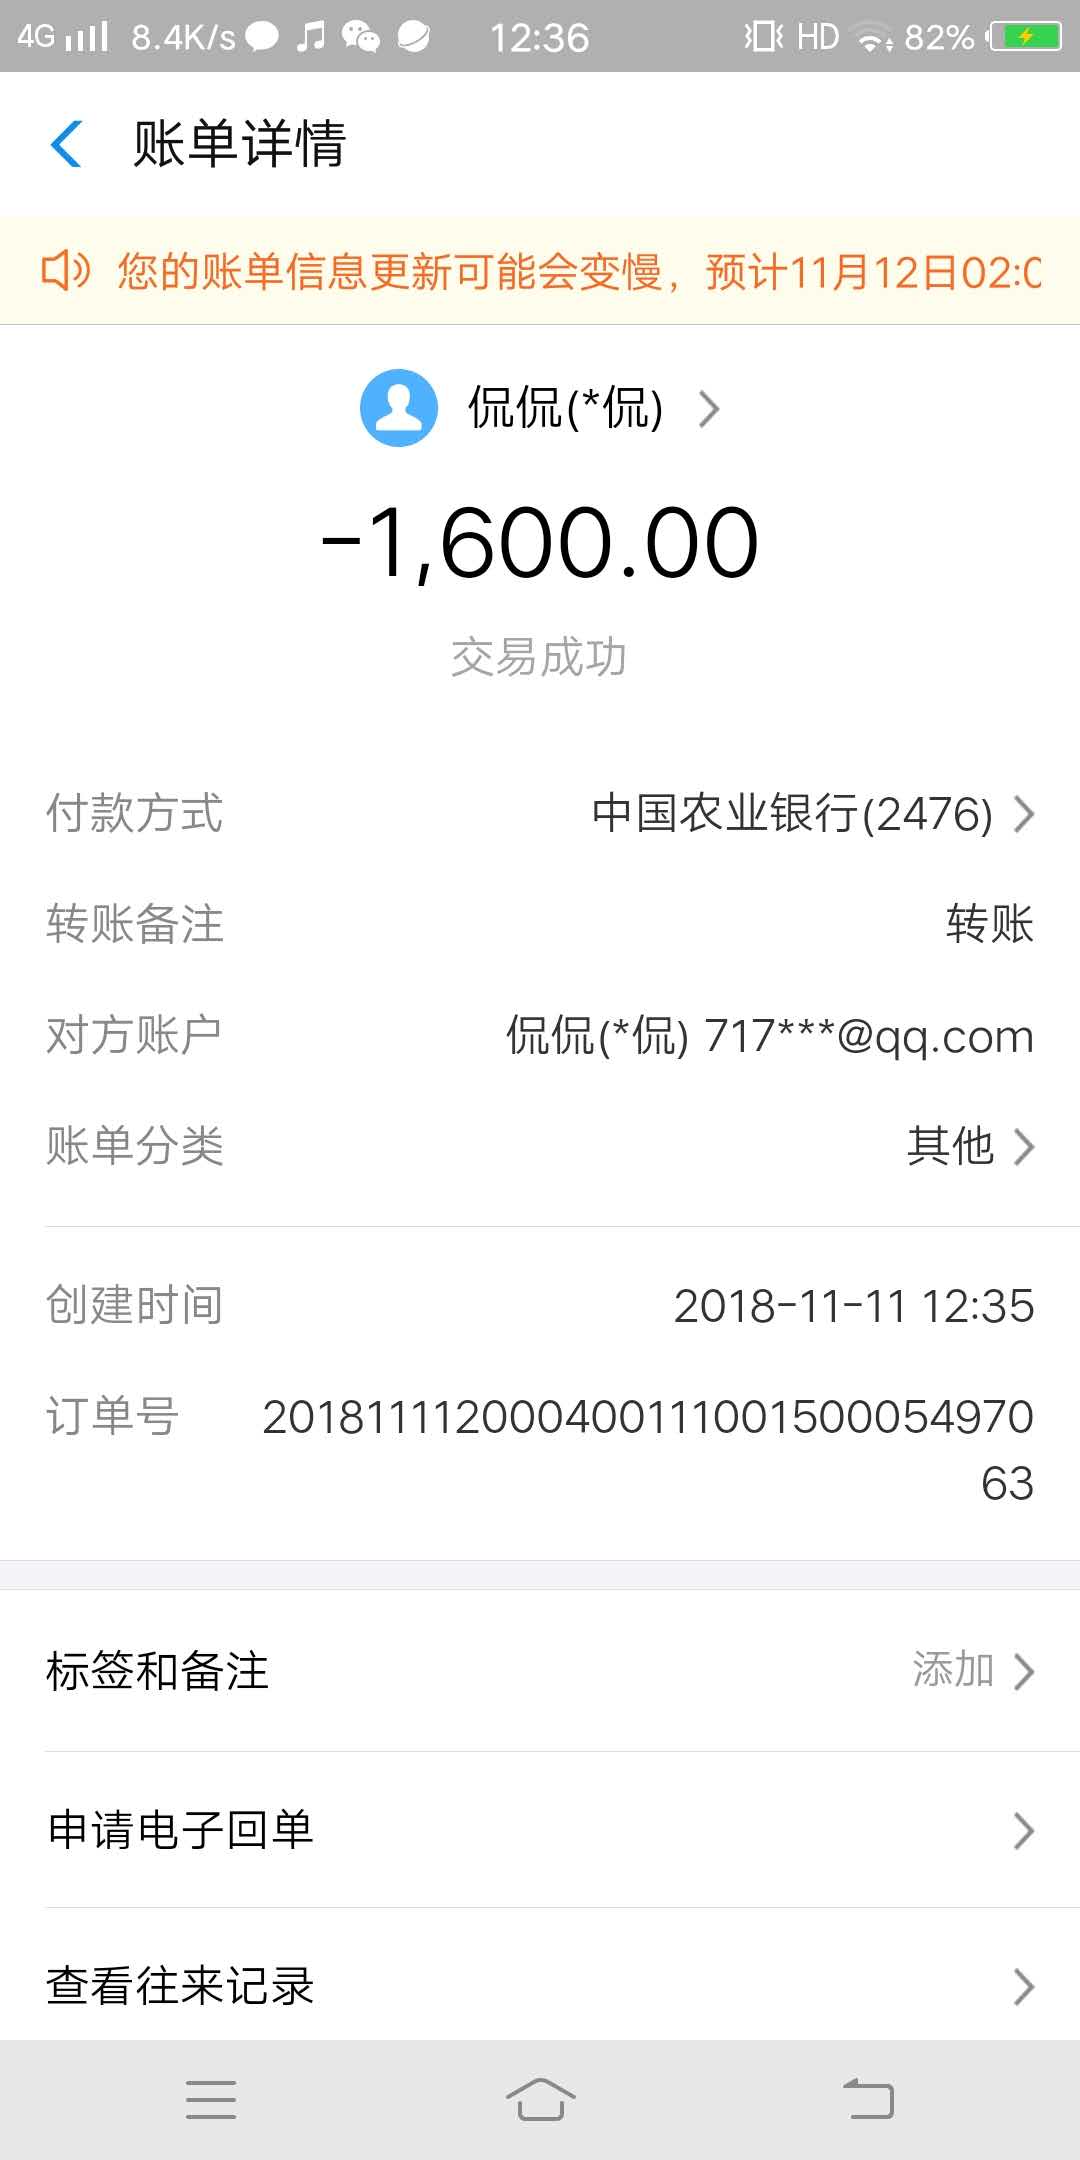 4G 8.4K/s 12:36 HD 82%
账单详情
您的账单信息更新可能会变慢，预计11月12日02:0
侃侃(*侃)
-1,600.00
交易成功
付款方式 中国农业银行(2476)
转账备注 转账
对方账户 侃侃(*侃) 717***@qq.com
账单分类 其他
创建时间 2018-11-11 12:35
订单号 201811112000400111001500054970
63
标签和备注 添加
申请电子回单
查看往来记录